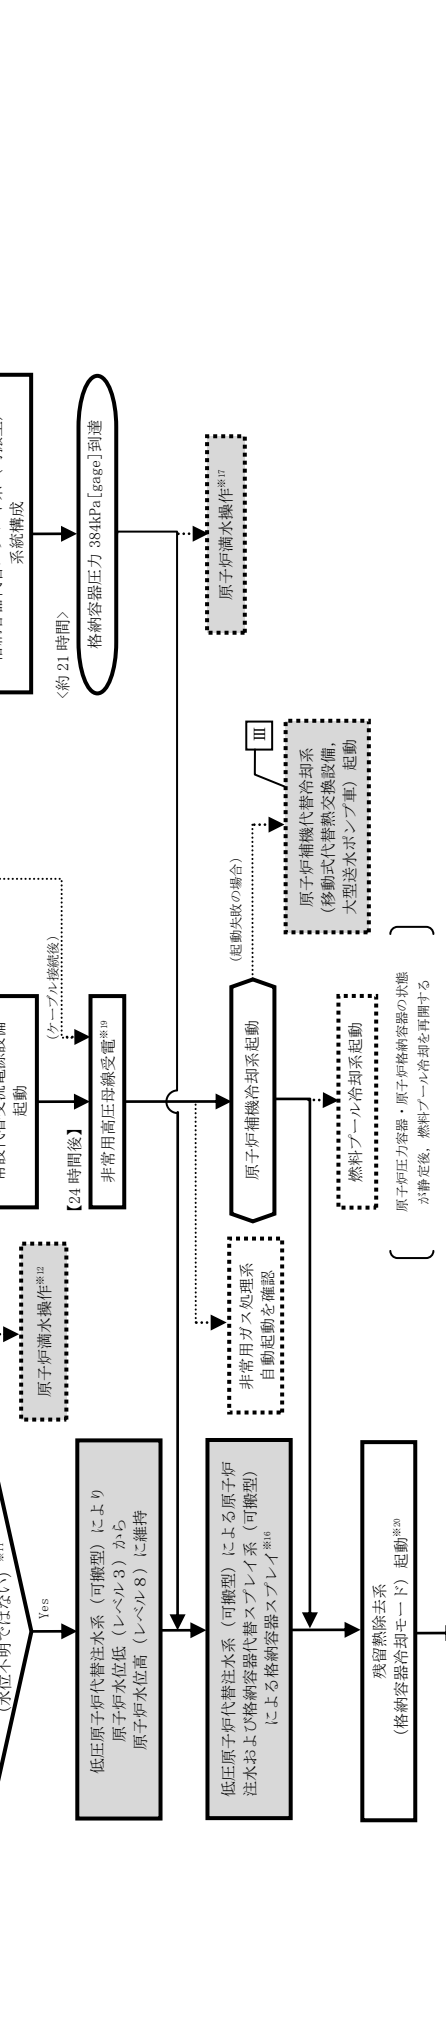 （水位不明ではない）
Yes
低圧原子炉代替注水系（可搬型）により
原子炉水位低（レベル３）から
原子炉水位高（レベル８）に維持
低圧原子炉代替注水系（可搬型）による原子炉
注水および格納容器代替スプレイ系（可搬型）
による格納容器スプレイ※16
残留熱除去系
（格納容器冷却モード）起動※20
原子炉満水操作※12
起動
【24 時間後】
（ケーブル接続後）
非常用高圧母線受電※19
非常用ガス処理系
自動起動を確認
原子炉補機冷却系起動
（起動失敗の場合）
燃料プール冷却系起動
原子炉圧力容器・原子炉格納容器の状態
が静定後，燃料プール冷却を再開する
Ⅲ
原子炉補機代替冷却系
（移動式代替熱交換設備，
大型送水ポンプ車）起動
系統構成
＜約 21 時間＞
格納容器圧力 384kPa[gage]到達
原子炉満水操作※17